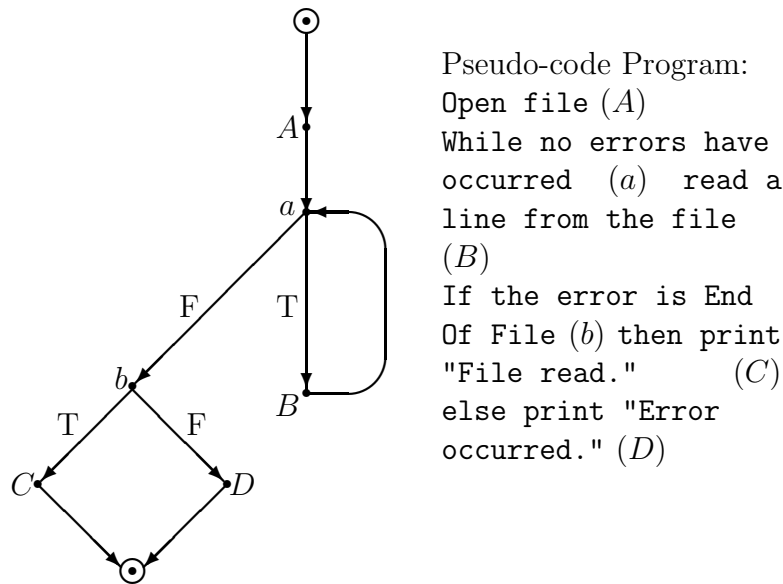 A
a
F
T
b
B
T
F
C
D
Pseudo-code Program:
Open file (A)
While no errors have
occurred (a) read a
line from the file
(B)
If the error is End
Of File (b) then print
"File read." (C)
else print "Error
occurred." (D)